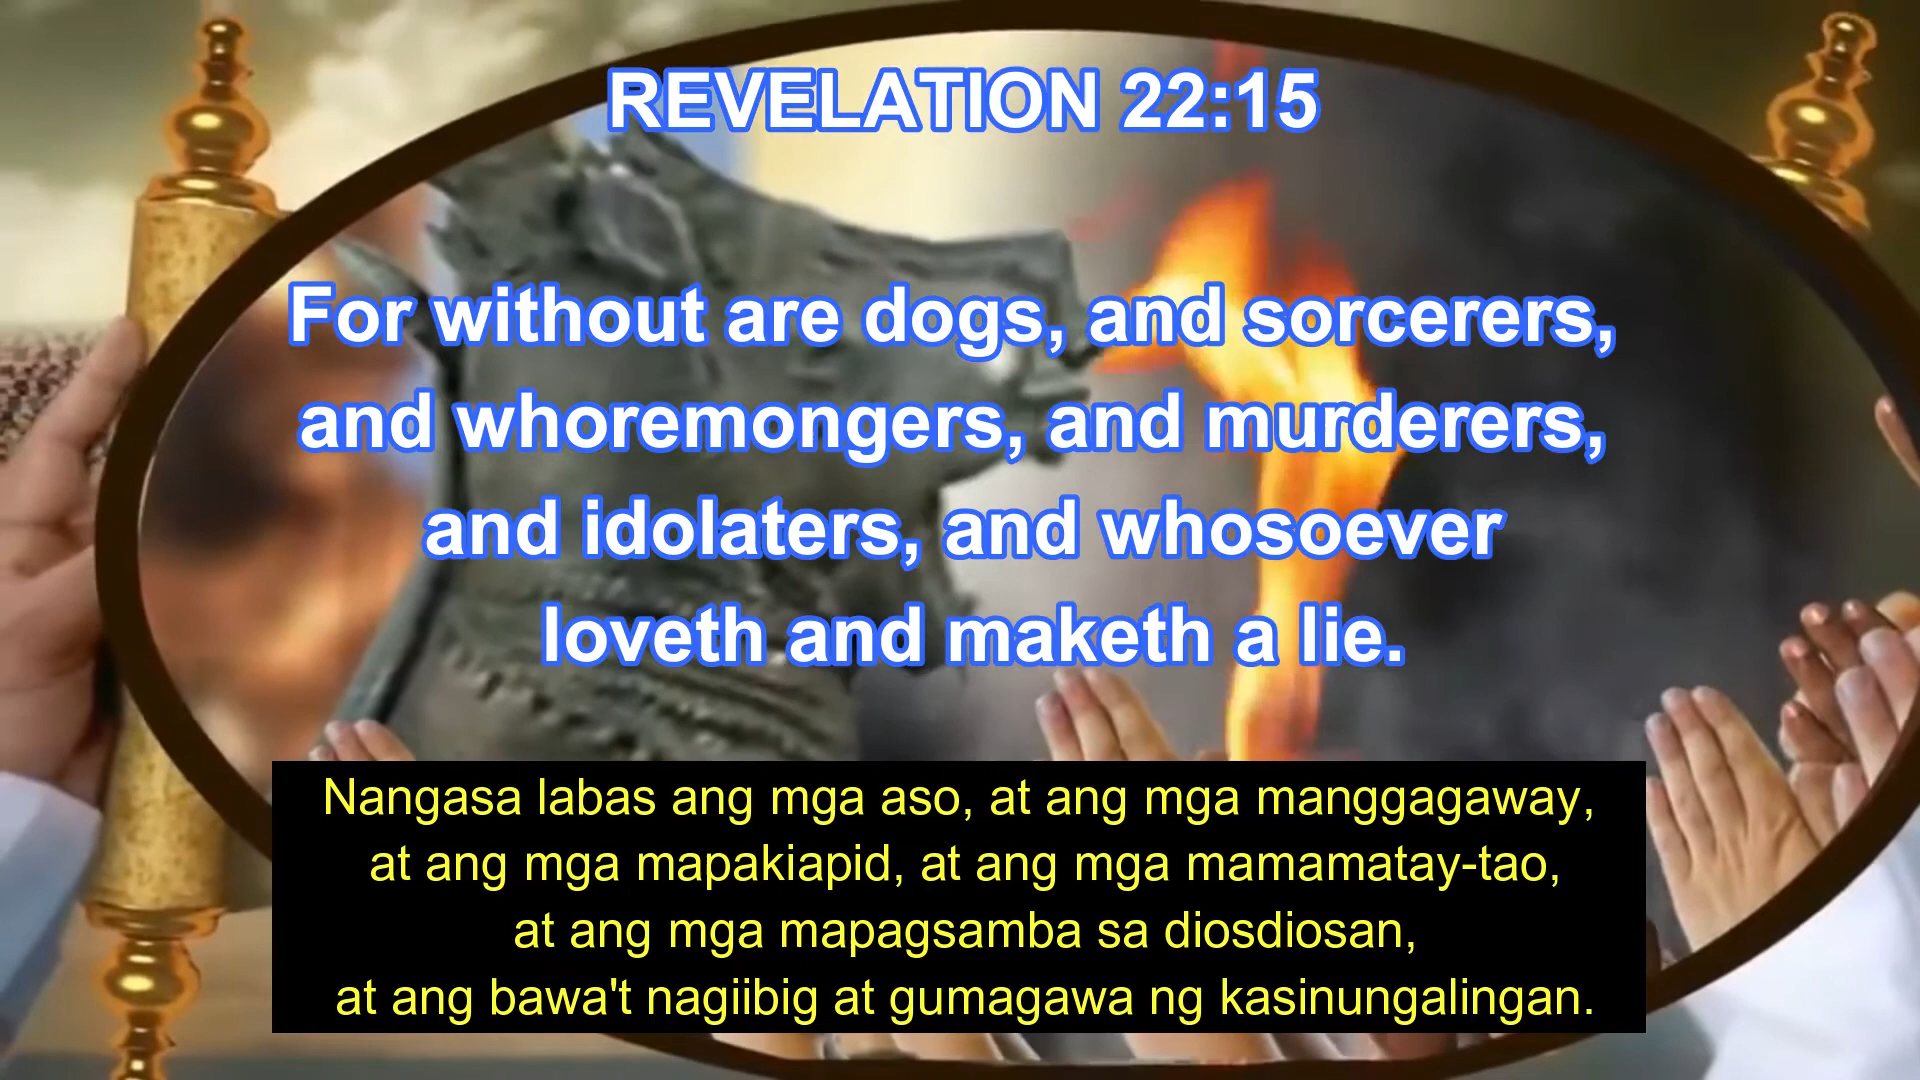 REVELATION 22:15
For without are dogs, and sorcerers,
and whoremongers, and murderers,
and idolaters, and whosoever
loveth and maketh a lie.
Nangasa labas ang mga aso, at ang mga manggagaway,
at ang mga mapakiapid, at ang mga mamamatay-tao,
at ang mga mapagsamba sa diosdiosan,
at ang bawa't nagiibig at gumagawa ng kasinungalingan.